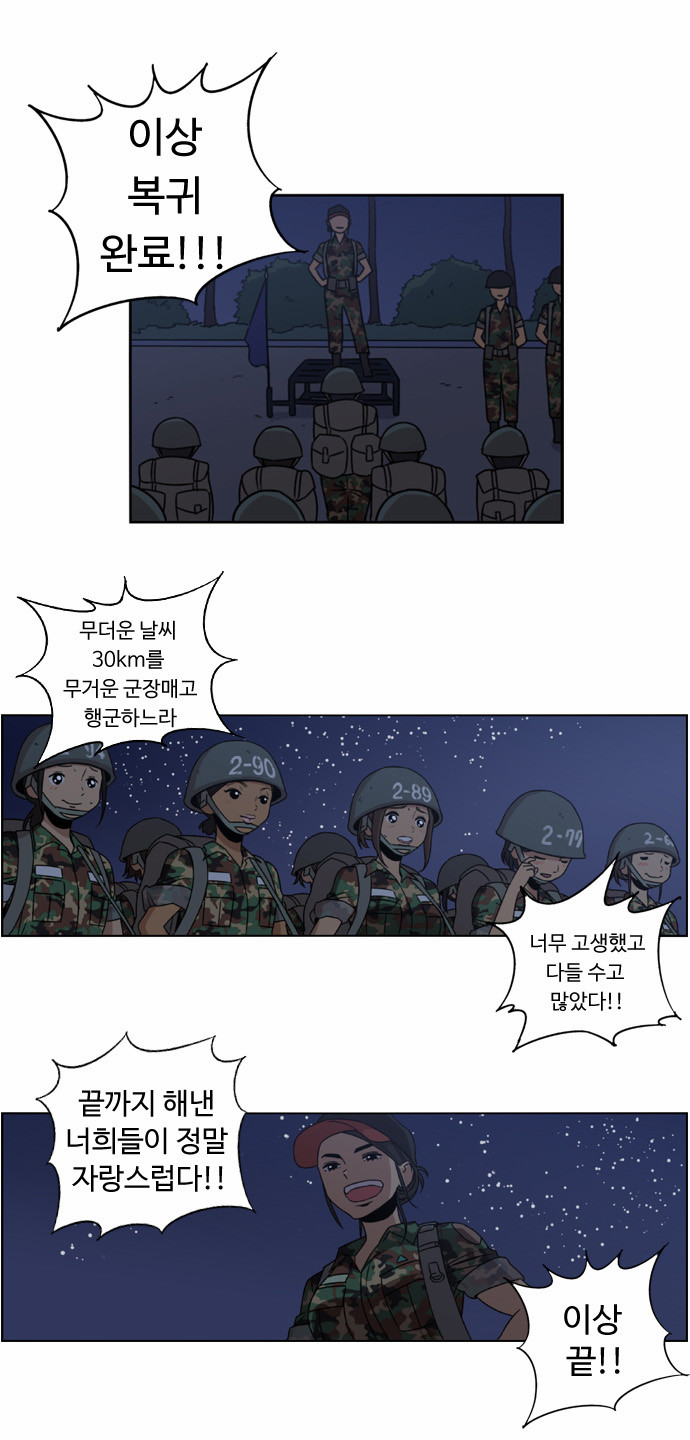 이상
복귀
완료!!!
무더운 날씨
30km를
무거운 군장매고
행군하느라
2-90
2-89
2-77
너무 고생했고
다들 수고
많았다!!
끝까지 해낸
너희들이 정말
자랑스럽다!!
이상
끝!!